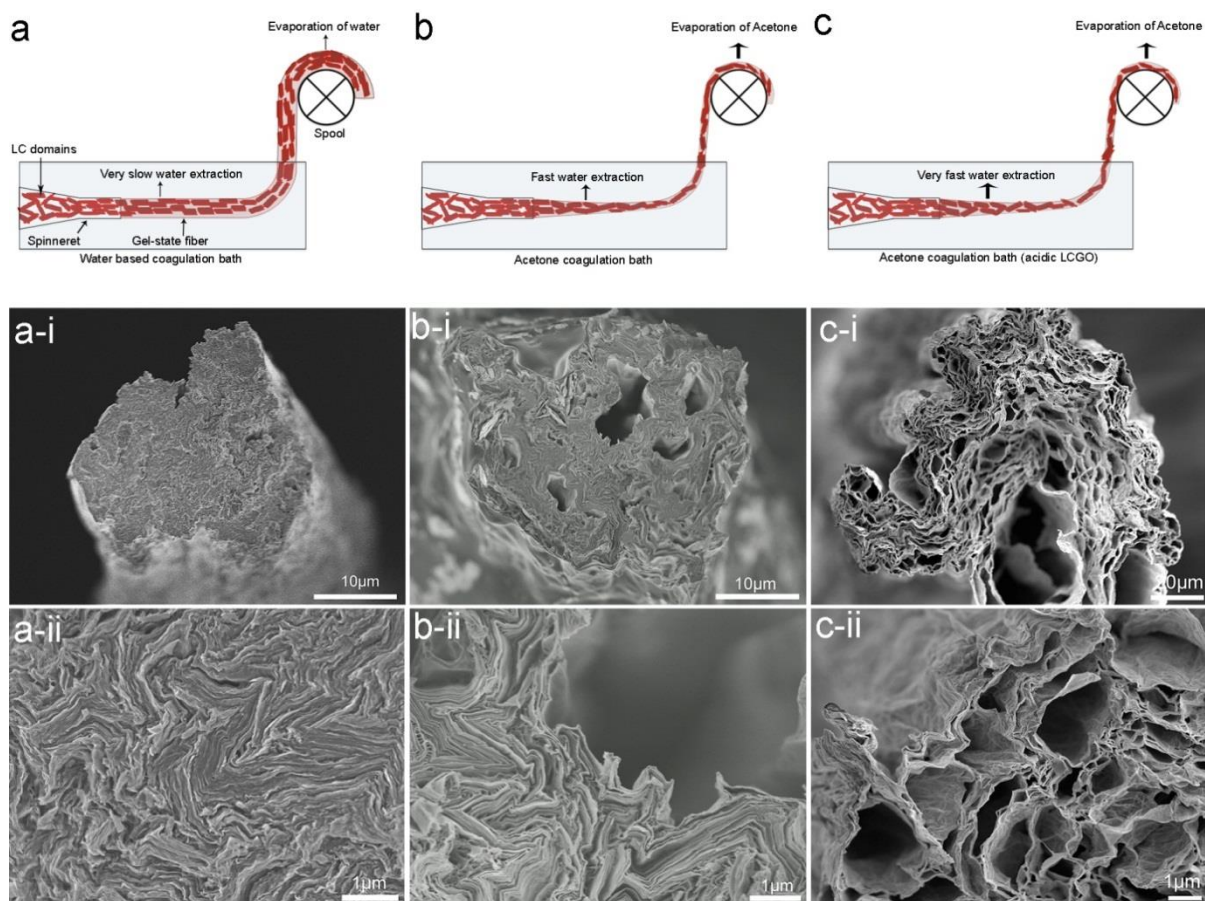 a
Evaporation of water
Spool
LC domains
Very slow water extraction
Spinneret
Gel-state fiber
Water based coagulation bath
b
Evaporation of Acetone
Fast water extraction
Acetone coagulation bath
c
Evaporation of Acetone
Very fast water extraction
Acetone coagulation bath (acidic LCGO)
a-i
10µm
b-i
10µm
c-i
a-ii
1µm
b-ii
1µm
c-ii
1µm